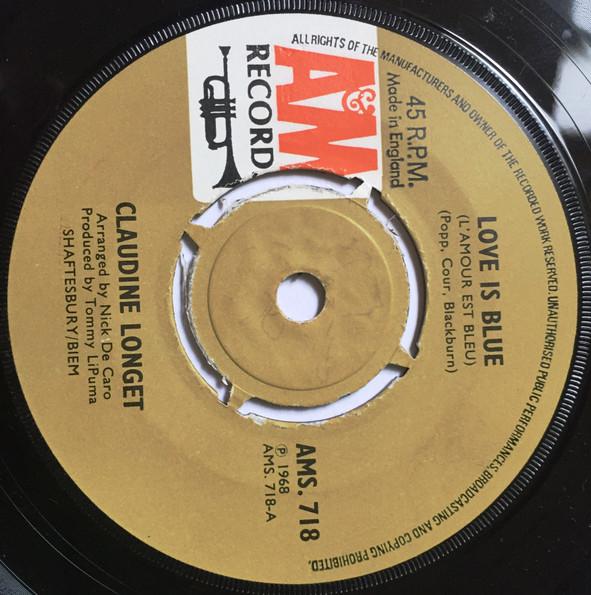 ALL RIGHTS OF THE MANUFACTURERS AND OWNER OF THE RECORDED WORK RESERVED. UNAUTHORISED PUBLIC PERFORMANCES, BROADCASTING AND COPYING PROHIBITED.
A&M
RECORDS
45 R.P.M.
Made in England
LOVE IS BLUE
(L'AMOUR EST BLEU)
(Popp, Cour, Blackburn)
AMS. 718
℗ 1968
AMS. 718-A
CLAUDINE LONGET
Arranged by Nick De Caro
Produced by Tommy LiPuma
SHAFTESBURY/BIEM